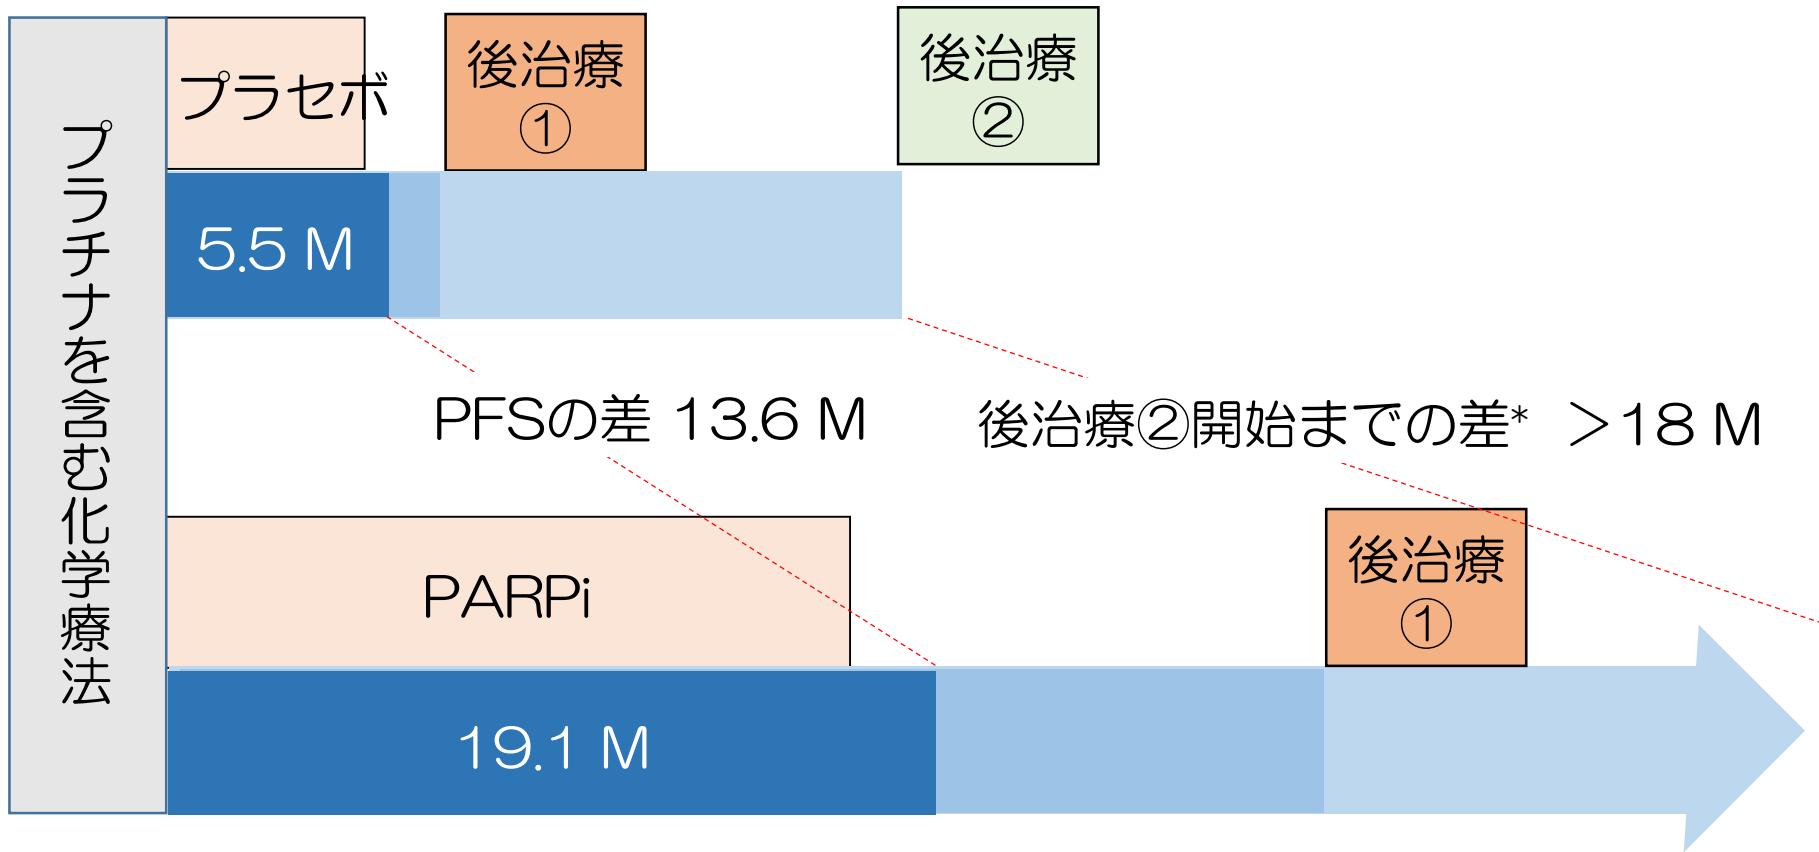 プラチナを含む化学療法
プラセボ
後治療
①
後治療
②
5.5 M
PFSの差 13.6 M
後治療②開始までの差* ＞18 M
PARPi
後治療
①
19.1 M